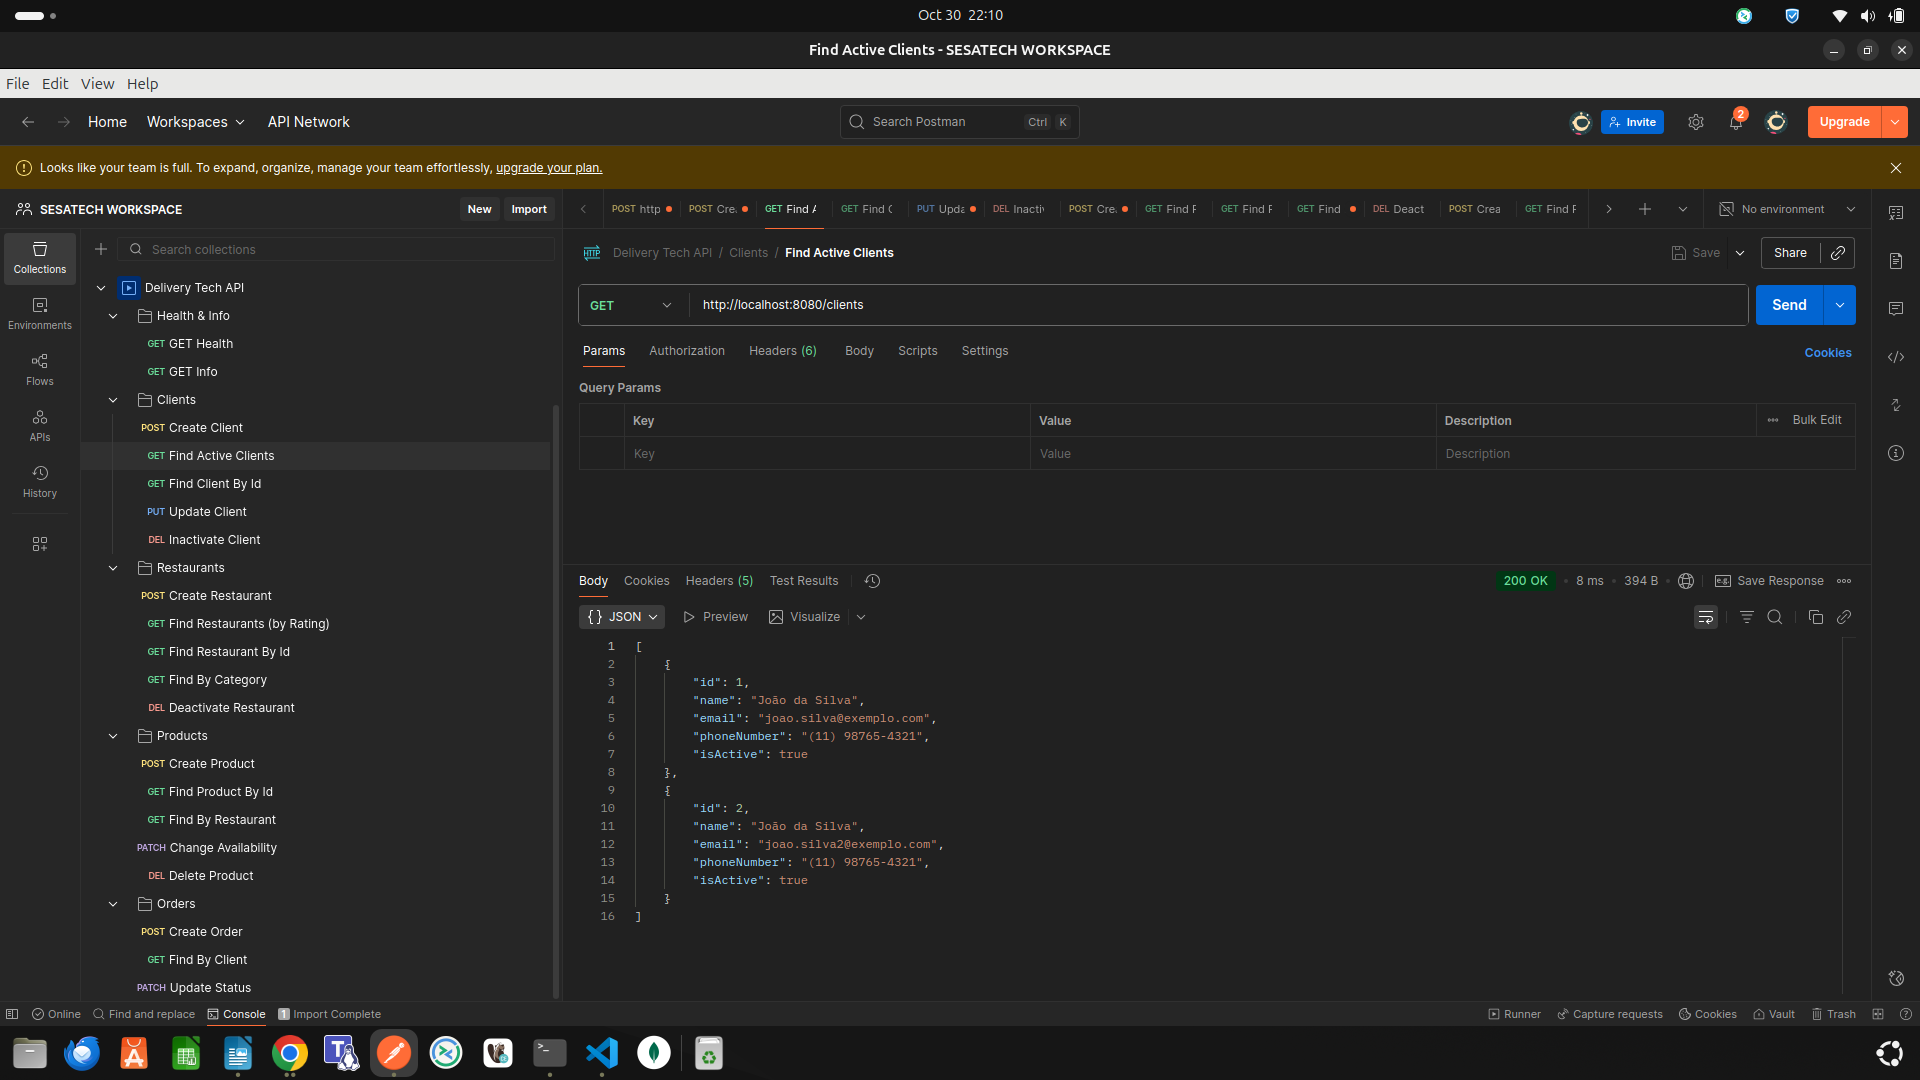 Oct 30 22:10
Find Active Clients - SESATECH WORKSPACE
File Edit View Help
Home Workspaces API Network
Search Postman Ctrl K
Invite
2
Upgrade
Looks like your team is full. To expand, organize, manage your team effortlessly, upgrade your plan.
SESATECH WORKSPACE New Import
POST http POST Cre GET Find A GET Find C PUT Upda DEL Inactiv POST Cre GET Find F GET Find F GET Find DEL Deact POST Crea GET Find F
No environment
Collections
Environments
Flows
APIs
History
Search collections
Delivery Tech API
Health & Info
GET GET Health
GET GET Info
Clients
POST Create Client
GET Find Active Clients
GET Find Client By Id
PUT Update Client
DEL Inactivate Client
Restaurants
POST Create Restaurant
GET Find Restaurants (by Rating)
GET Find Restaurant By Id
GET Find By Category
DEL Deactivate Restaurant
Products
POST Create Product
GET Find Product By Id
GET Find By Restaurant
PATCH Change Availability
DEL Delete Product
Orders
POST Create Order
GET Find By Client
PATCH Update Status
HTTP Delivery Tech API / Clients / Find Active Clients
Save Share
GET http://localhost:8080/clients
Send
Params Authorization Headers (6) Body Scripts Settings
Cookies
Query Params
Key Value Description Bulk Edit
Key Value Description
Body Cookies Headers (5) Test Results
200 OK 8 ms 394 B e.g. Save Response
{} JSON Preview Visualize
1 [
2 {
3 "id": 1,
4 "name": "João da Silva",
5 "email": "joao.silva@exemplo.com",
6 "phoneNumber": "(11) 98765-4321",
7 "isActive": true
8 },
9 {
10 "id": 2,
11 "name": "João da Silva",
12 "email": "joao.silva2@exemplo.com",
13 "phoneNumber": "(11) 98765-4321",
14 "isActive": true
15 }
16 ]
Online Find and replace Console 1 Import Complete
Runner Capture requests Cookies Vault Trash